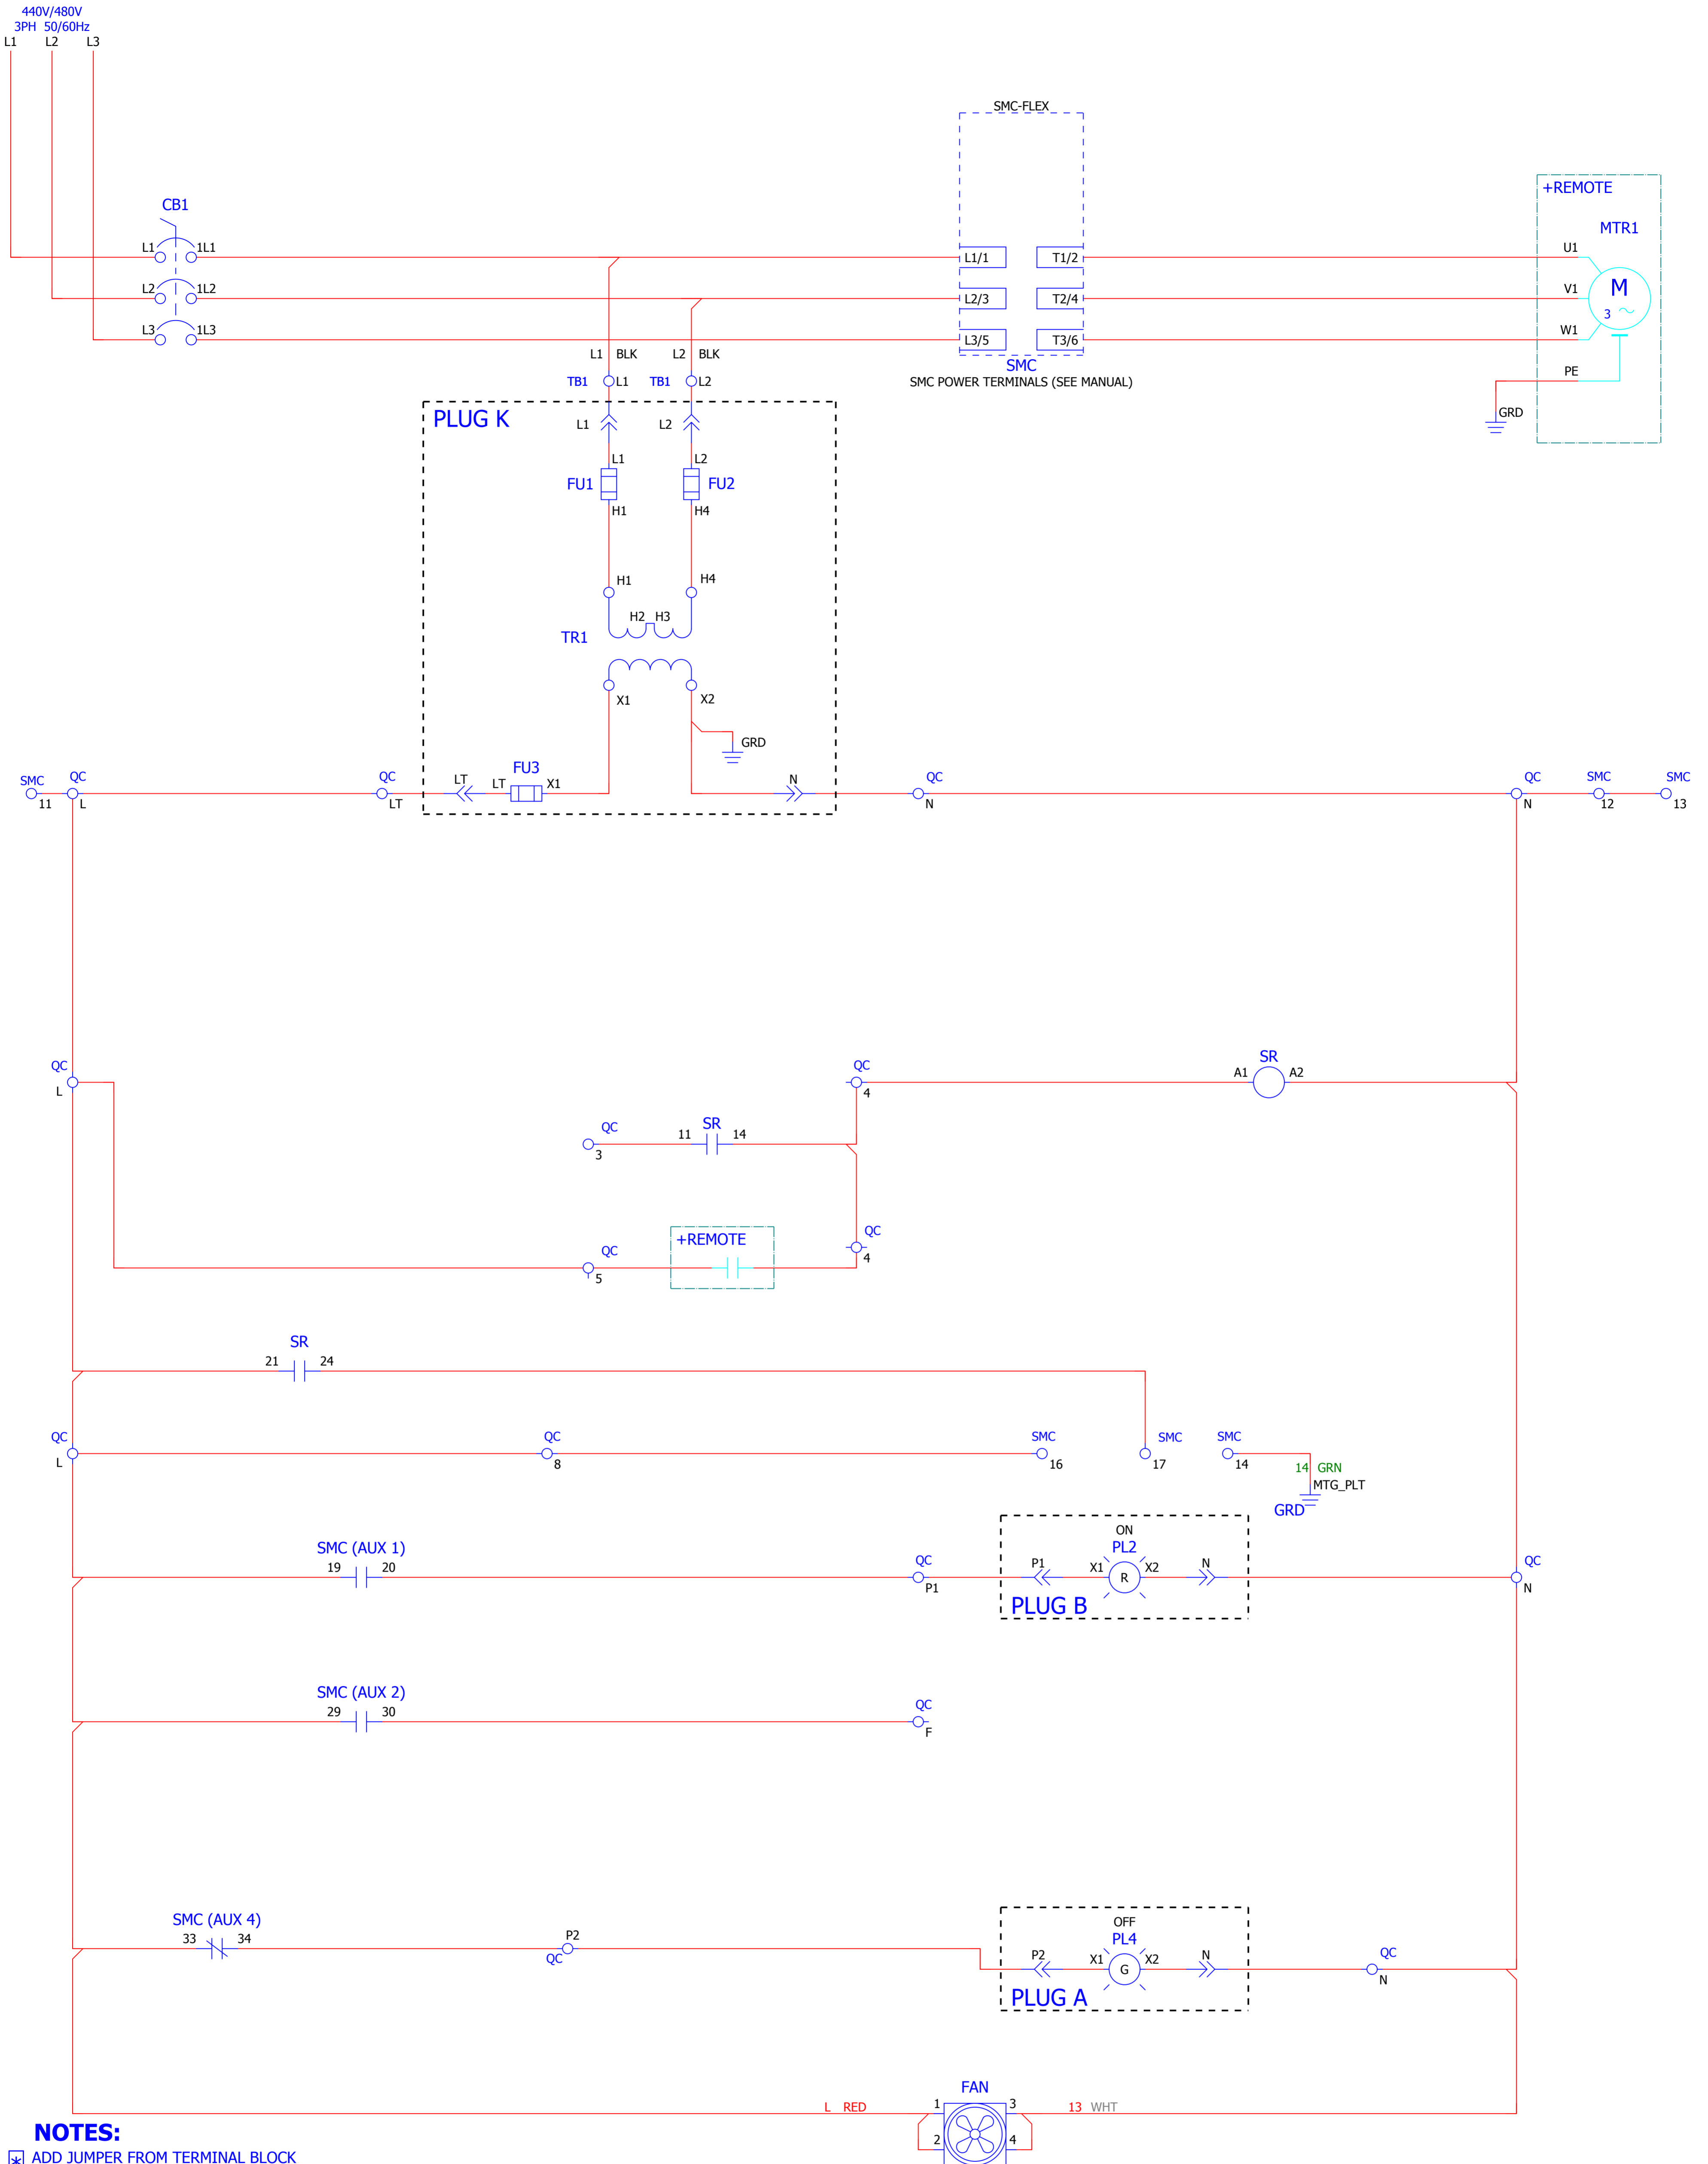 440V/480V
3PH 50/60Hz
L1 L2 L3
SMC-FLEX
+REMOTE
CB1
MTR1
L1 1L1
L1/1 T1/2
U1
L2 1L2
L2/3 T2/4
V1
M
3
L3 1L3
L3/5 T3/6
W1
L1 BLK L2 BLK
SMC
PE
TB1 L1 TB1 L2
SMC POWER TERMINALS (SEE MANUAL)
PLUG K
L1 L2
GRD
L1 L2
FU1 FU2
H1 H4
H1 H4
H2 H3
TR1
X1 X2
GRD
SMC QC QC LT LT FU3 X1 N QC QC SMC SMC
11 L LT N N 12 13
QC QC SR
L 4 A1 A2
QC 11 SR 14
3
QC +REMOTE QC
5 4
SR
21 24
QC QC SMC SMC SMC
L 8 16 17 14
14 GRN
MTG_PLT
GRD
ON
SMC (AUX 1) QC P1 X1 PL2 X2 N QC
19 20 P1 R N
PLUG B
SMC (AUX 2) QC
29 30 F
OFF
SMC (AUX 4) P2 P2 X1 PL4 X2 N QC
33 34 QC G N
PLUG A
FAN
L RED 1 3 13 WHT
2 4
NOTES:
* ADD JUMPER FROM TERMINAL BLOCK